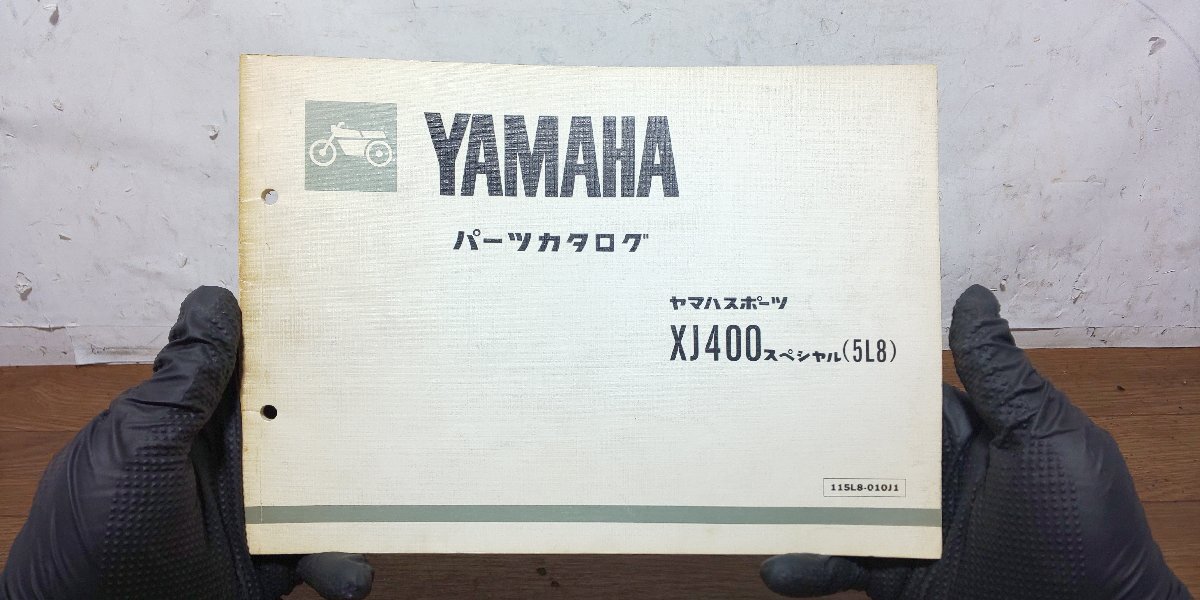 YAMAHA
パーツカタログ
ヤマハスポーツ
XJ400スペシャル(5L8)
115L8-010J1